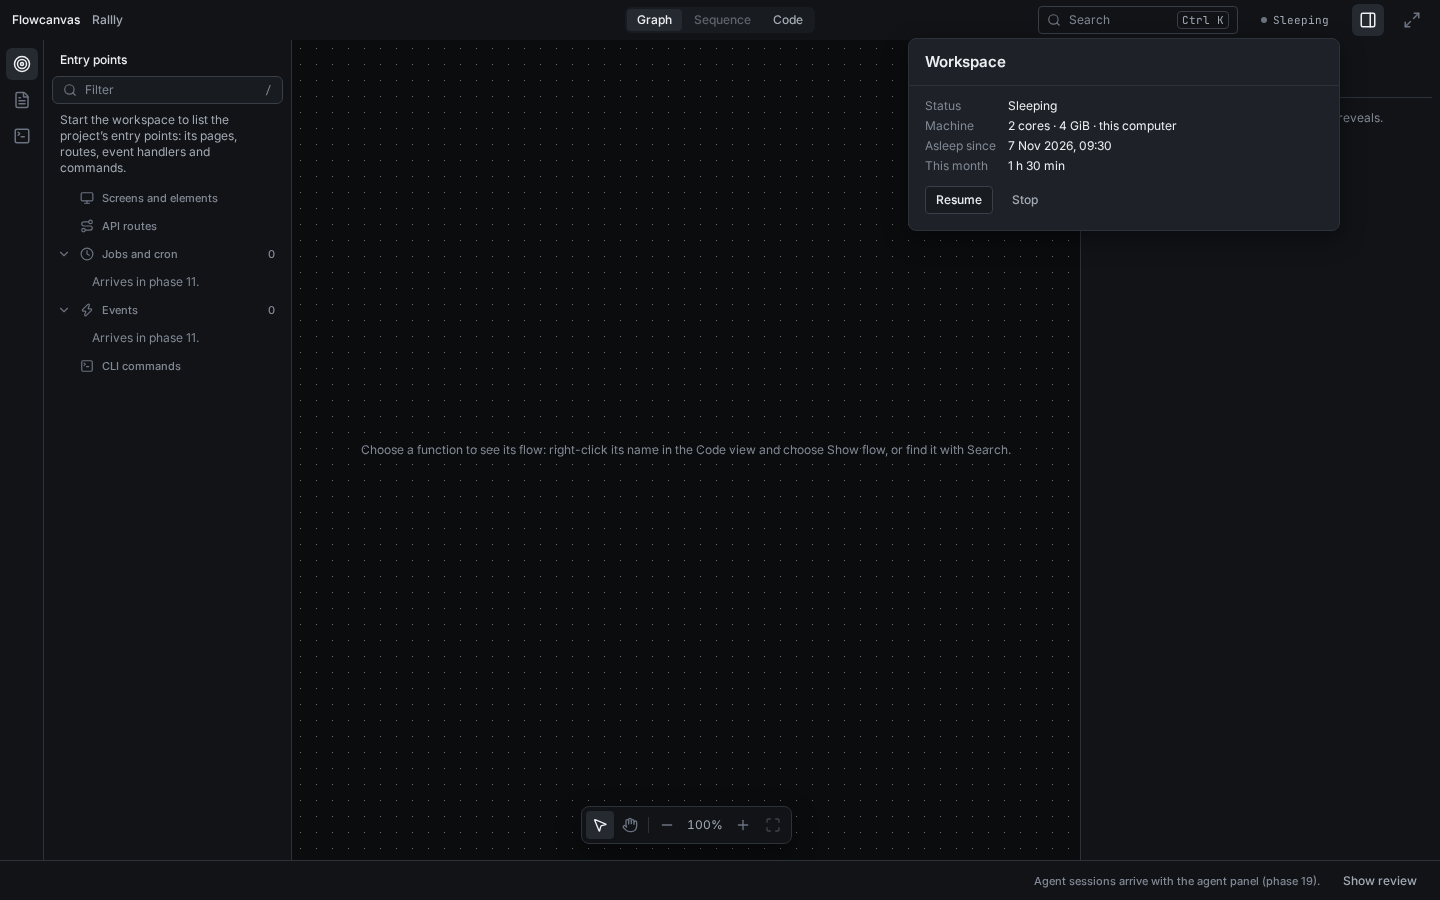 Flowcanvas Rallly
Graph Sequence Code
Search Ctrl K
Sleeping
Entry points
Filter /
Start the workspace to list the
project's entry points: its pages,
routes, event handlers and
commands.
Screens and elements
API routes
Jobs and cron 0
Arrives in phase 11.
Events 0
Arrives in phase 11.
CLI commands
Choose a function to see its flow: right-click its name in the Code view and choose Show flow, or find it with Search.
Workspace
Status Sleeping
Machine 2 cores · 4 GiB · this computer
Asleep since 7 Nov 2026, 09:30
This month 1 h 30 min
Resume Stop
reveals.
100%
Agent sessions arrive with the agent panel (phase 19). Show review